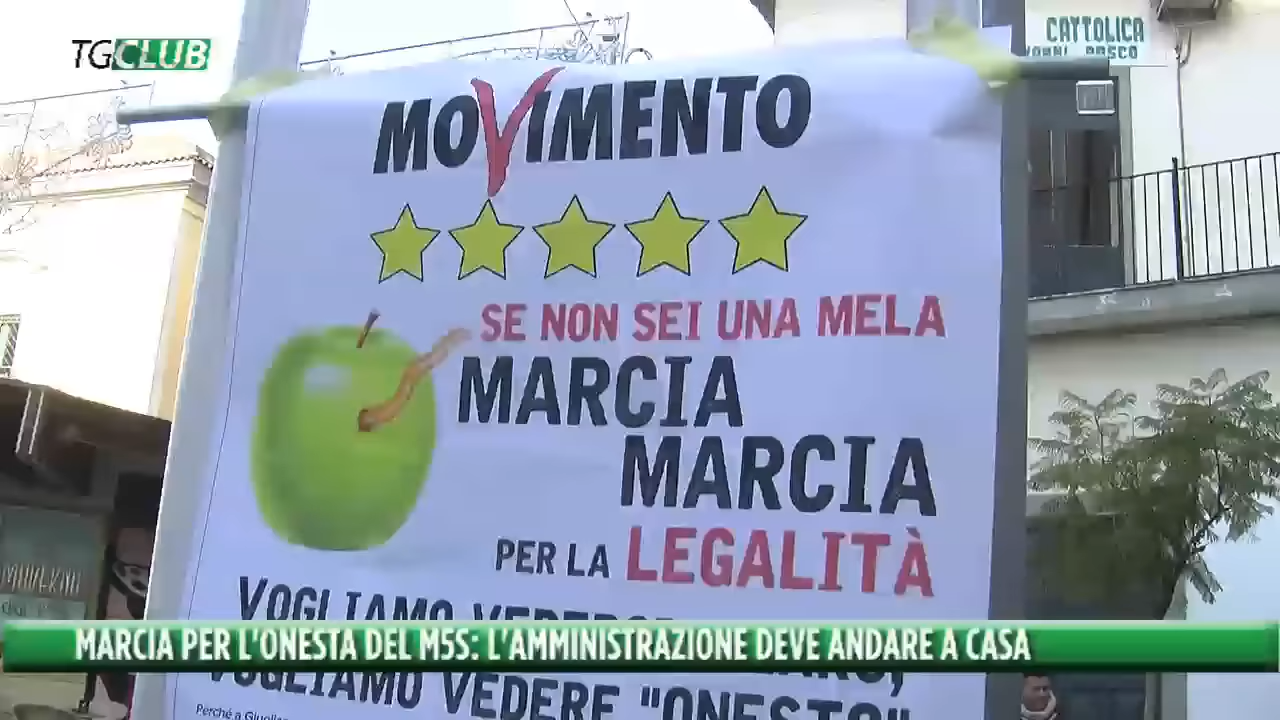 TGCLUB
CATTOLICA
MOVIMENTO
SE NON SEI UNA MELA
MARCIA
MARCIA
PER LA LEGALITÀ
VOGLIAMO
MARCIA PER L'ONESTA DEL M5S: L'AMMINISTRAZIONE DEVE ANDARE A CASA
VOGLIAMO VEDERE "ONESTO"
Perché a